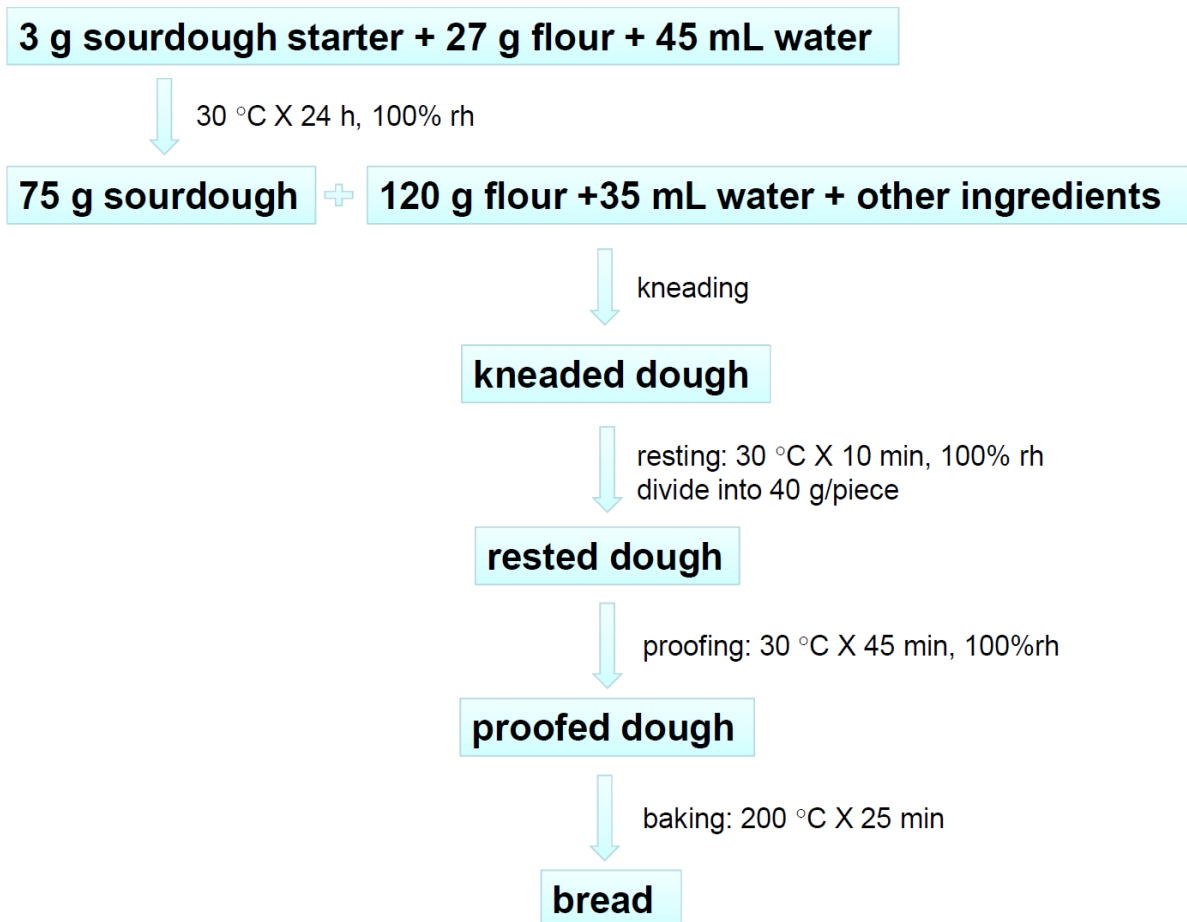 3 g sourdough starter + 27 g flour + 45 mL water
30 °C X 24 h, 100% rh
75 g sourdough + 120 g flour +35 mL water + other ingredients
kneading
kneaded dough
resting: 30 °C X 10 min, 100% rh
divide into 40 g/piece
rested dough
proofing: 30 °C X 45 min, 100%rh
proofed dough
baking: 200 °C X 25 min
bread